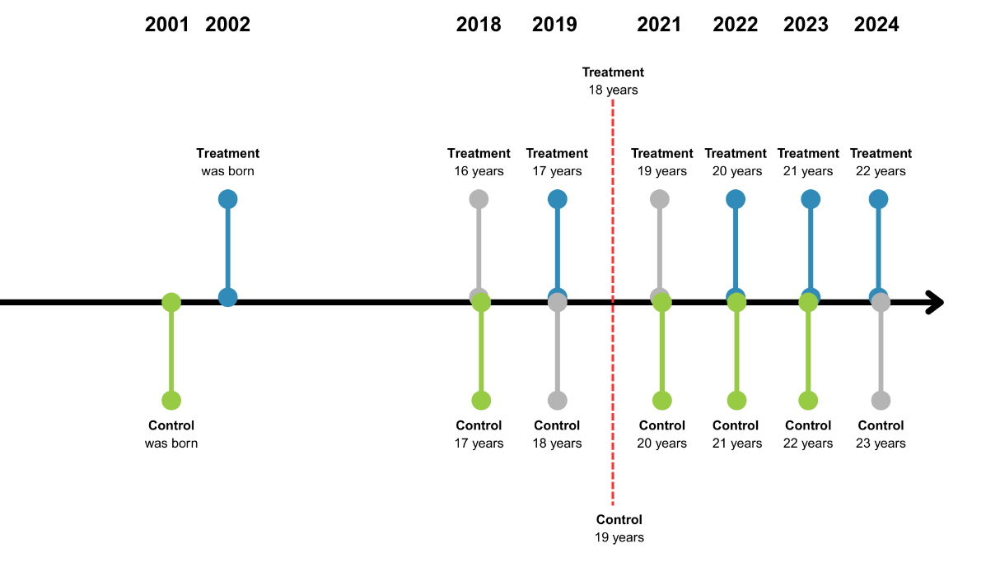 2001 2002 2018 2019 2021 2022 2023 2024
Treatment
18 years
Treatment Treatment Treatment Treatment Treatment Treatment Treatment
was born 16 years 17 years 19 years 20 years 21 years 22 years
Control Control Control Control Control Control Control
was born 17 years 18 years 20 years 21 years 22 years 23 years
Control
19 years